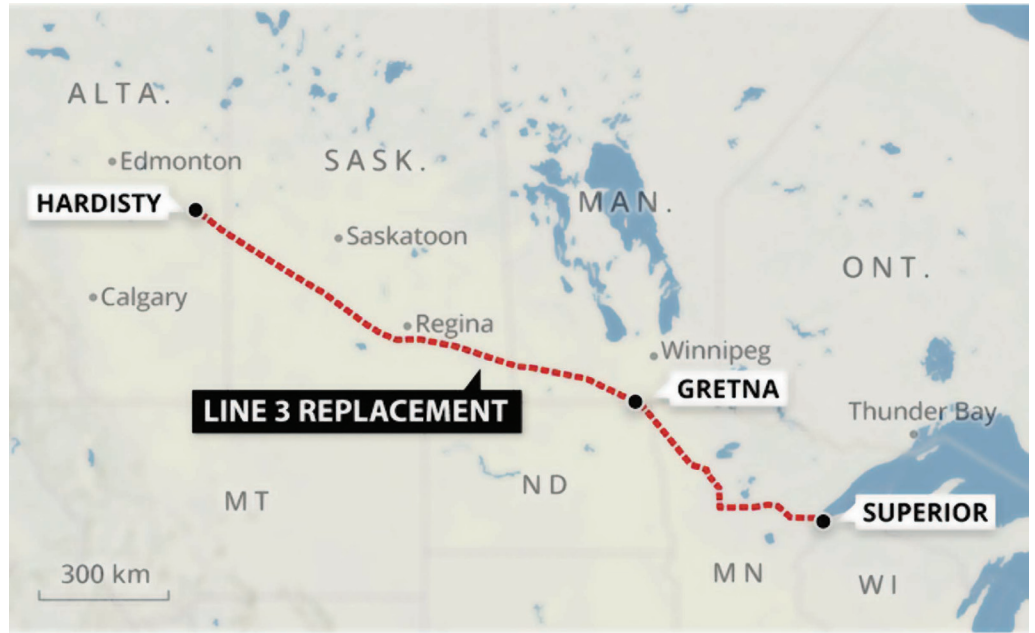 ALTA.
Edmonton
SASK.
HARDISTY
MAN.
Saskatoon
ONT.
Calgary
Regina
Winnipeg
GRETNA
LINE 3 REPLACEMENT
Thunder Bay
ND
MT
SUPERIOR
300 km
MN
WI